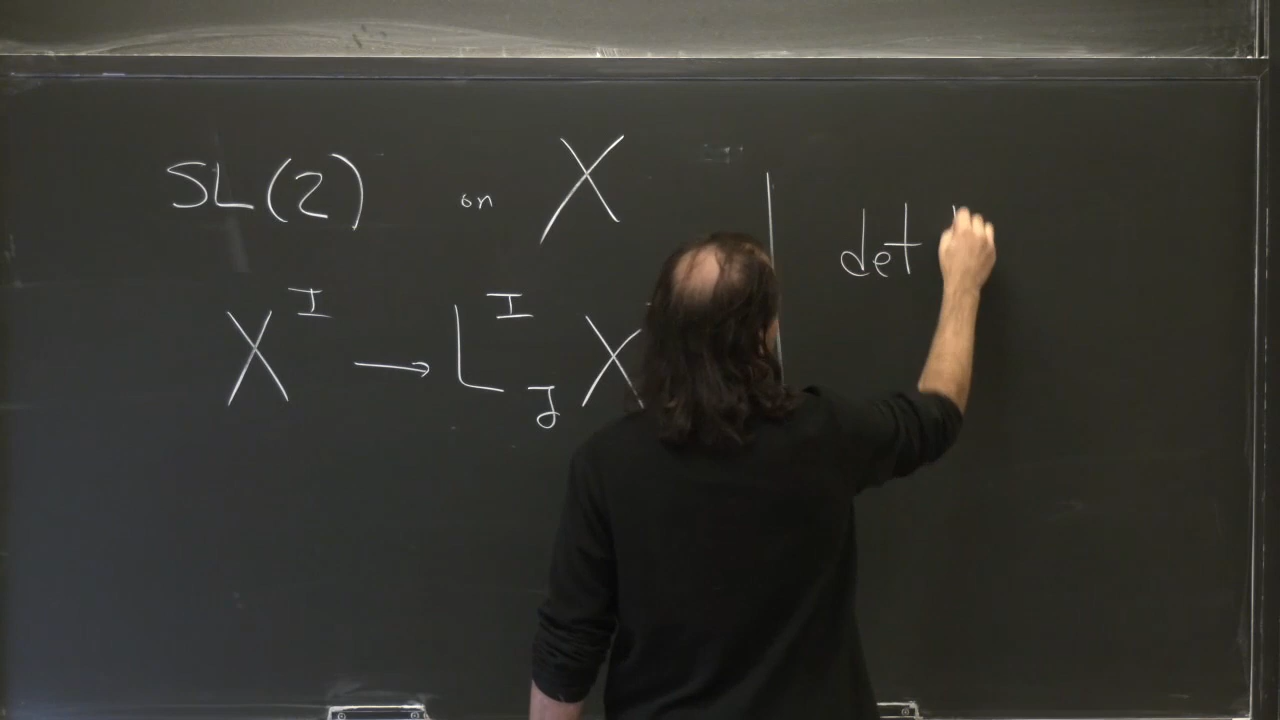 SL(2) on X
X^I → L^I_J X
det